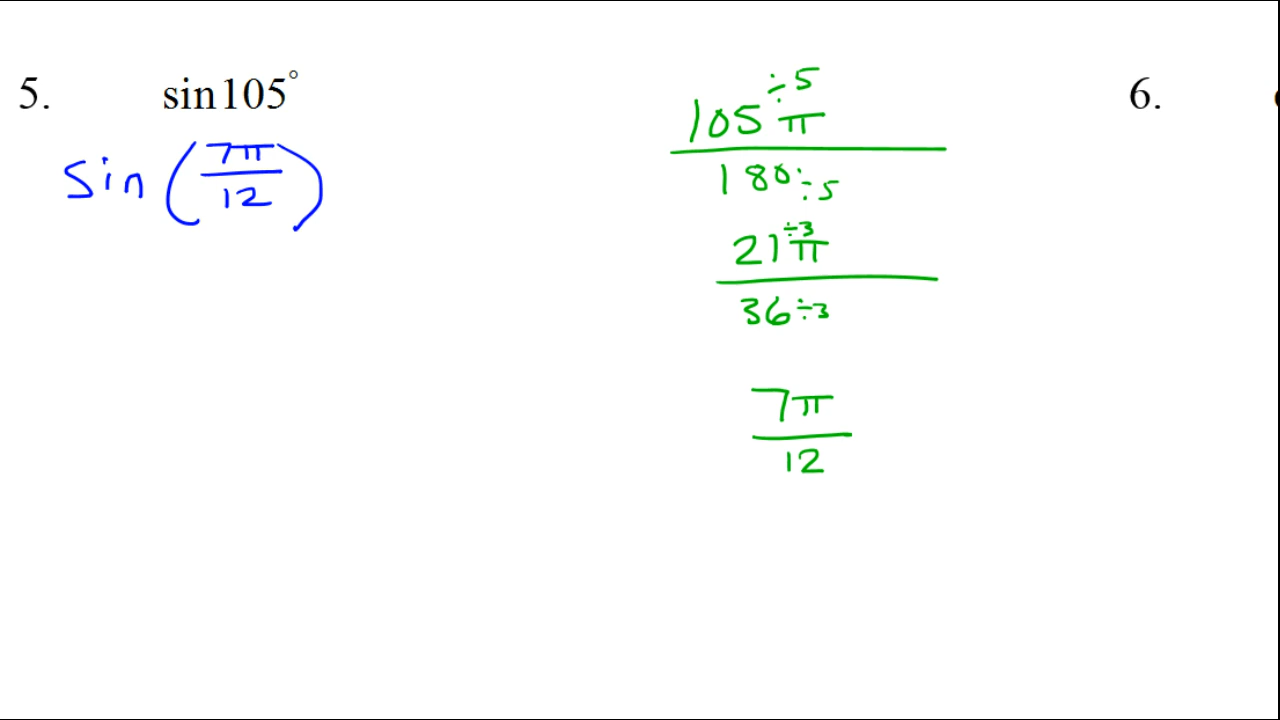 5. sin105°
sin(7π/12)
105π ÷5
180 ÷5
21π ÷3
36 ÷3
7π
12
6.